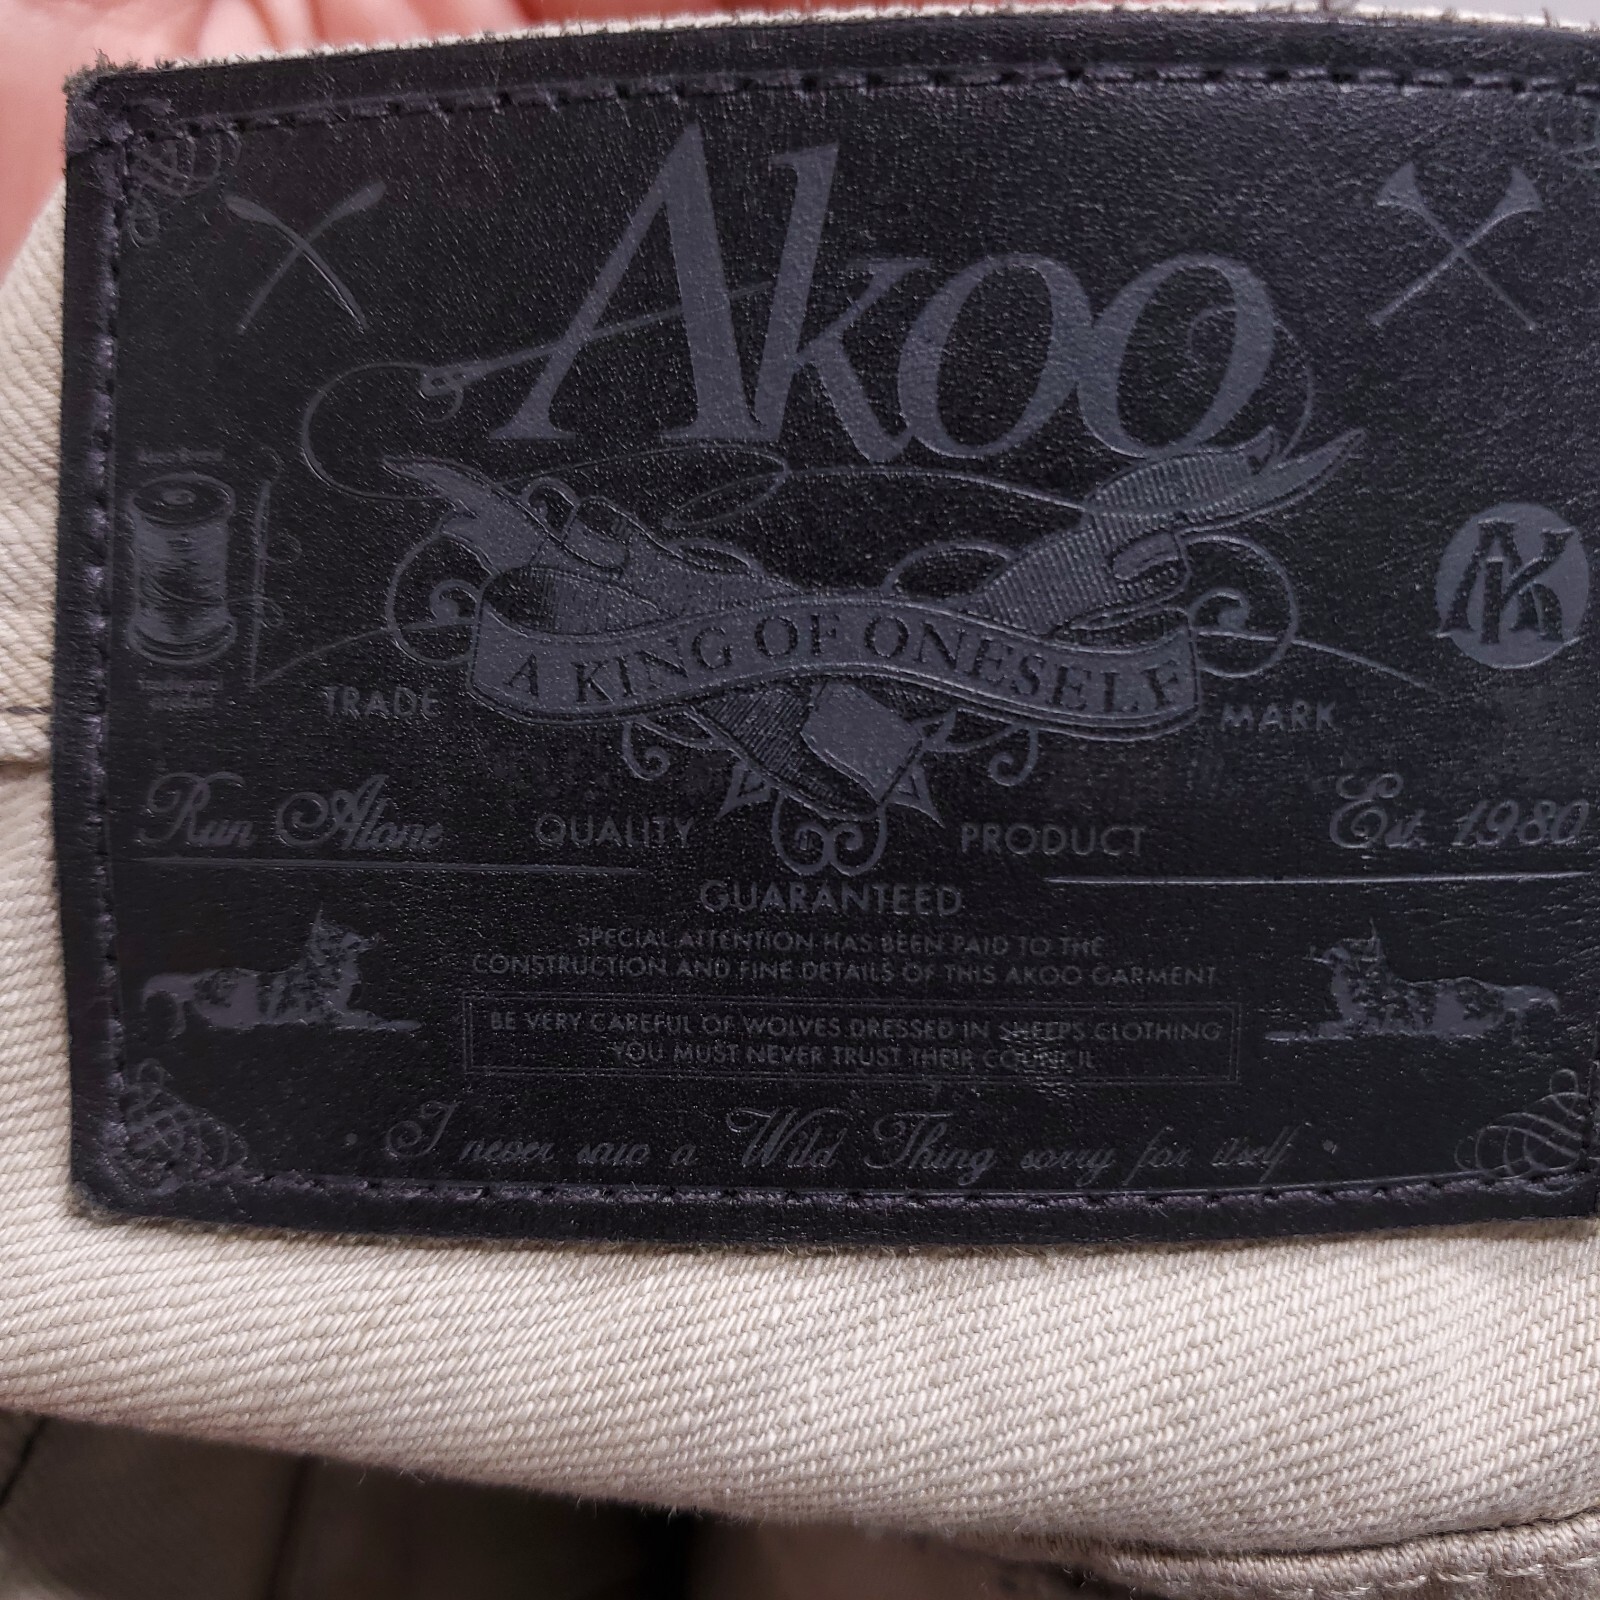 Akoo
AK
A KING OF ONESELF
TRADE MARK
Run Alone QUALITY PRODUCT Est. 1980
GUARANTEED
SPECIAL ATTENTION HAS BEEN PAID TO THE
CONSTRUCTION AND FINE DETAILS OF THIS AKOO GARMENT
BE VERY CAREFUL OF WOLVES DRESSED IN SHEEPS CLOTHING
YOU MUST NEVER TRUST THEIR COUNCIL
" I never saw a Wild Thing sorry for itself "